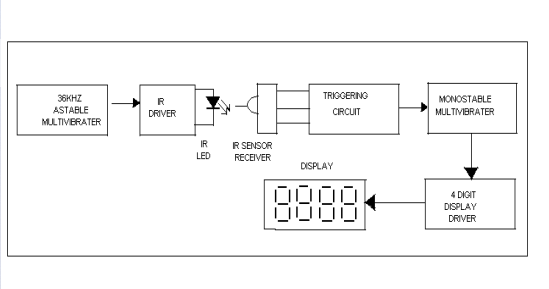 36KHZ
ASTABLE
MULTIVIBRATER
IR
DRIVER
IR
LED
IR SENSOR
RECEIVER
TRIGGERING
CIRCUIT
MONOSTABLE
MULTIVIBRATER
DISPLAY
8888
4 DIGIT
DISPLAY
DRIVER